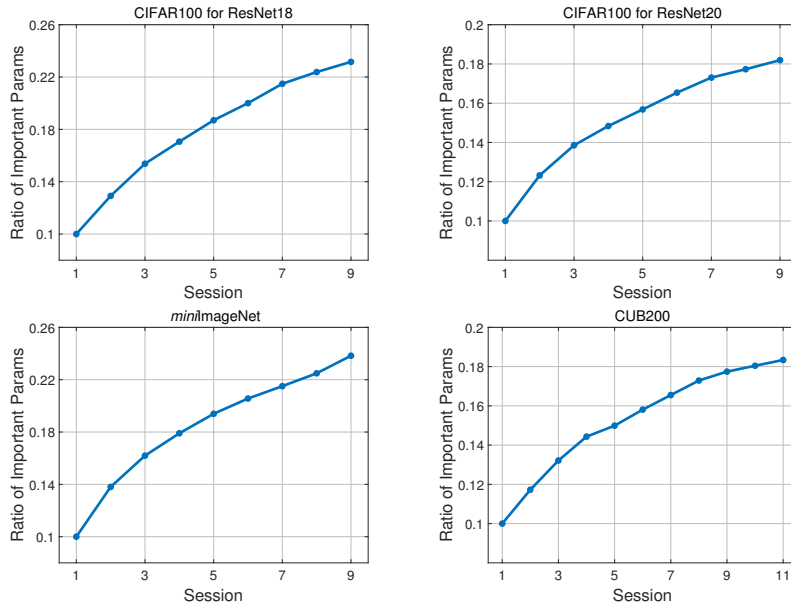 CIFAR100 for ResNet18
0.26
0.22
0.18
0.14
0.1
Ratio of Important Params
1 3 5 7 9
Session
CIFAR100 for ResNet20
0.2
0.18
0.16
0.14
0.12
0.1
Ratio of Important Params
1 3 5 7 9
Session
miniImageNet
0.26
0.22
0.18
0.14
0.1
Ratio of Important Params
1 3 5 7 9
Session
CUB200
0.2
0.18
0.16
0.14
0.12
0.1
Ratio of Important Params
1 3 5 7 9 11
Session